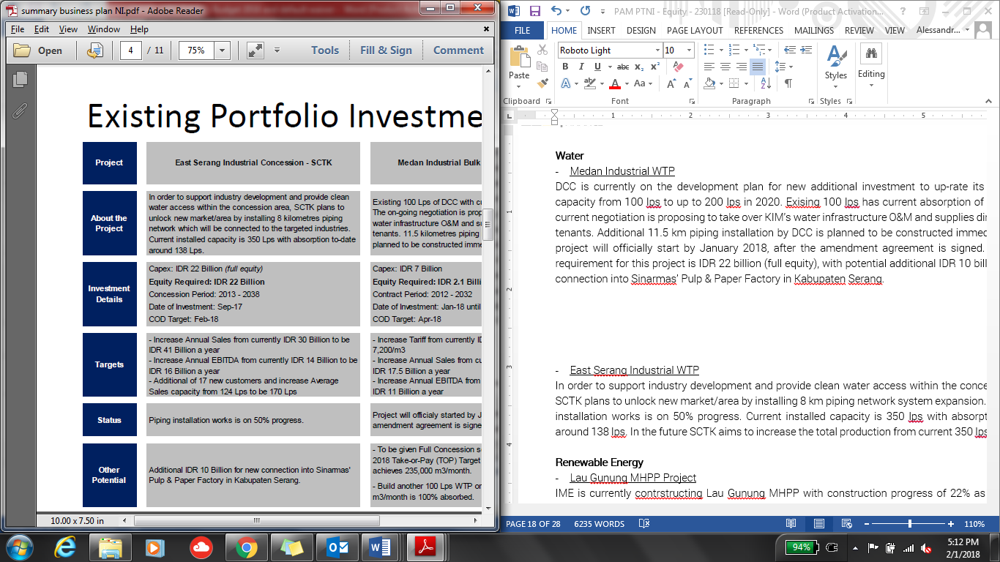 summary business plan NI.pdf - Adobe Reader
File Edit View Window Help
Open 4 / 11 75% Tools Fill & Sign Comment
Existing Portfolio Investme
Project
East Serang Industrial Concession - SCTK
Medan Industrial Bulk
About the
Project
In order to support industry development and provide clean
water access within the concession area, SCTK plans to
unlock new market/area by installing 8 kilometres piping
network which will be connected to the targeted industries.
Current installed capacity is 350 Lps with absorption to-date
around 138 Lps.
Existing 100 Lps of DCC with cu
The on-going negotiation is prop
water infrastructure O&M and su
tenants. 11.5 kilometres piping
planned to be constructed imme
Investment
Details
Capex: IDR 22 Billion (full equity)
Equity Required: IDR 22 Billion
Concession Period: 2013 - 2038
Date of Investment: Sep-17
COD Target: Feb-18
Capex: IDR 7 Billion
Equity Required: IDR 2.1 Billi
Contract Period: 2012 - 2032
Date of Investment: Jan-18 until
COD Target: Apr-18
Targets
- Increase Annual Sales from currently IDR 30 Billion to be
IDR 41 Billion a year
- Increase Annual EBITDA from currently IDR 14 Billion to be
IDR 16 Billion a year
- Additional of 17 new customers and increase Average
Sales capacity from 124 Lps to be 170 Lps
- Increase Tariff from currently ID
7,200/m3
- Increase Annual Sales from cu
IDR 17.5 Billion a year
- Increase Annual EBITDA from
IDR 11 Billion a year
Status
Piping installation works is on 50% progress.
Project will officialy started by J
amendment agreement is signe
Other
Potential
Additional IDR 10 Billion for new connection into Sinarmas'
Pulp & Paper Factory in Kabupaten Serang.
- To be given Full Concession s
2018 Take-or-Pay (TOP) Target
achieves 235,000 m3/month.
- Build another 100 Lps WTP on
m3/month is 100% absorbed.
10.00 x 7.50 in
PAM PTNI - Equity - 230118 [Read-Only] - Word (Product Activation...
FILE HOME INSERT DESIGN PAGE LAYOUT REFERENCES MAILINGS REVIEW VIEW Alessandr...
Roboto Light 10
Paste
Styles
Editing
Clipboard Font Paragraph Styles
1 2 3 4 5
Water
- Medan Industrial WTP
DCC is currently on the development plan for new additional investment to up-rate its
capacity from 100 lps to up to 200 lps in 2020. Exising 100 lps has current absorption of
current negotiation is proposing to take over KIM's water infrastructure O&M and supplies dir
tenants. Additional 11.5 km piping installation by DCC is planned to be constructed immed
project will officially start by January 2018, after the amendment agreement is signed.
requirement for this project is IDR 22 billion (full equity), with potential additional IDR 10 bill
connection into Sinarmas' Pulp & Paper Factory in Kabupaten Serang.
- East Serang Industrial WTP
In order to support industry development and provide clean water access within the conce
SCTK plans to unlock new market/area by installing 8 km piping network system expansion.
installation works is on 50% progress. Current installed capacity is 350 lps with absorpt
around 138 lps. In the future SCTK aims to increase the total production from current 350 lps
Renewable Energy
- Lau Gunung MHPP Project
IME is currently contrstructing Lau Gunung MHPP with construction progress of 22% as
PAGE 18 OF 28 6235 WORDS 110%
94%
5:12 PM
2/1/2018